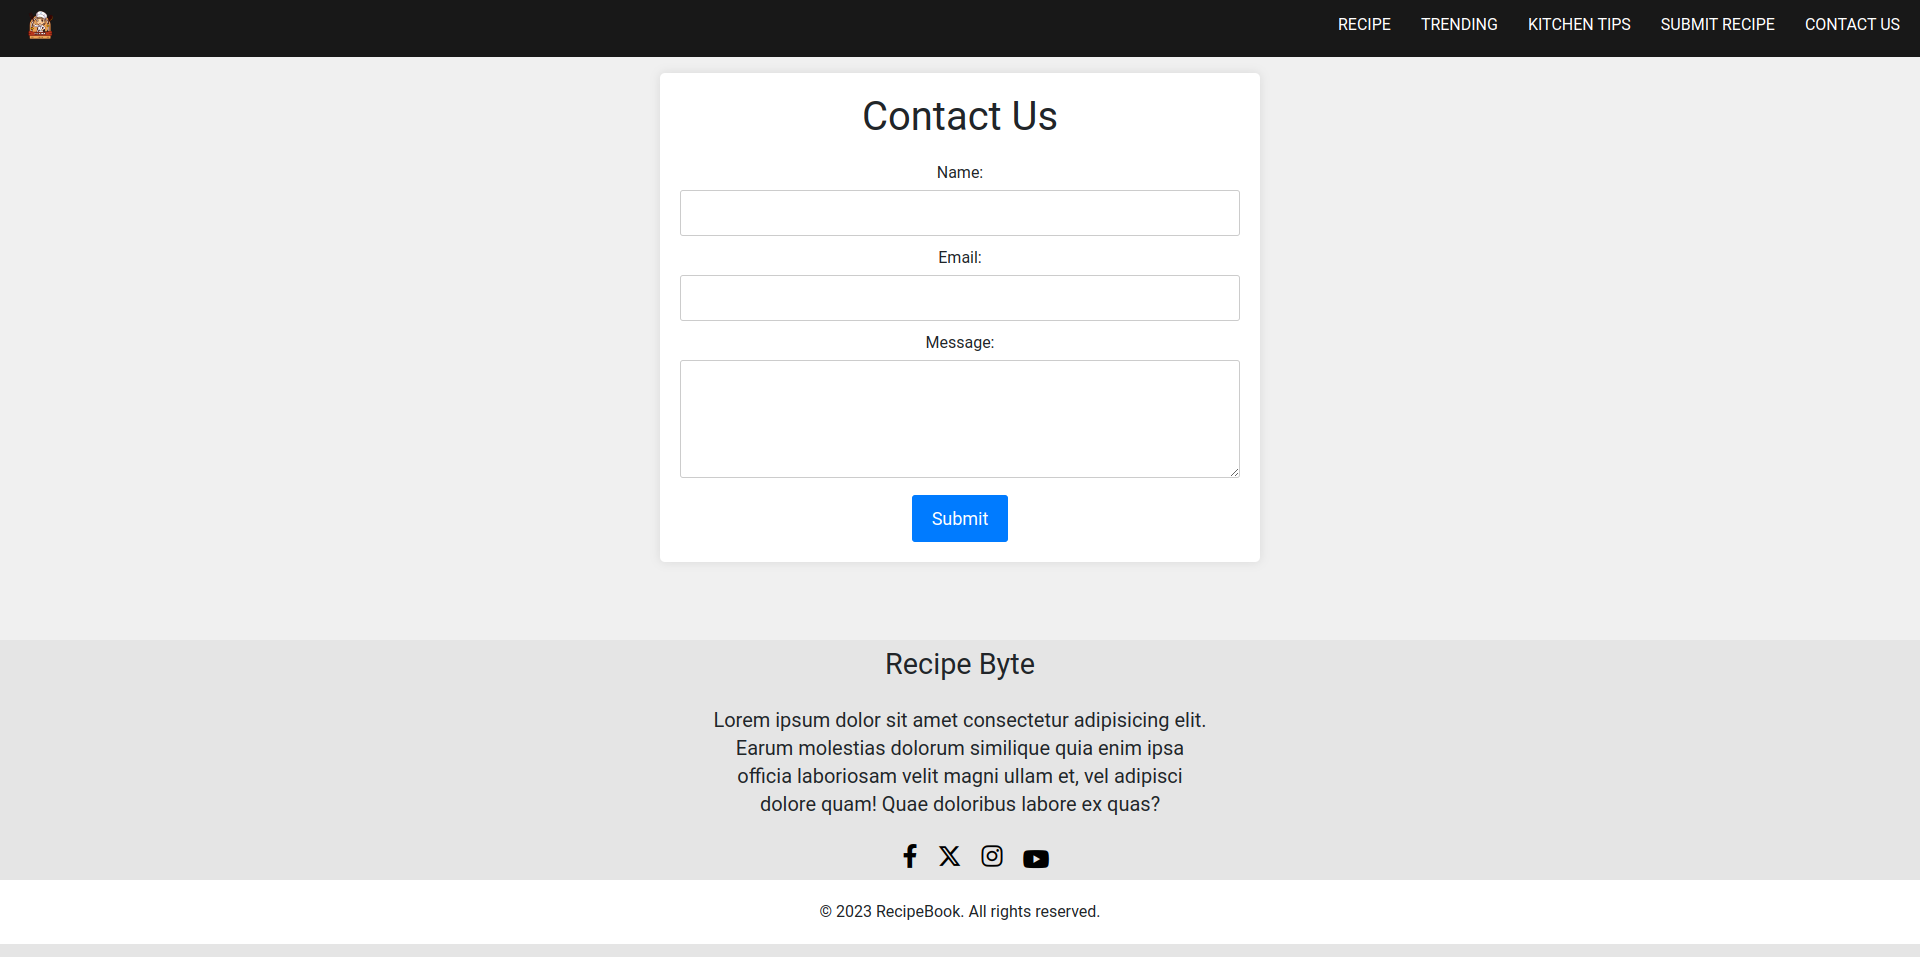 RECIPE TRENDING KITCHEN TIPS SUBMIT RECIPE CONTACT US
Contact Us
Name:
Email:
Message:
Submit
Recipe Byte
Lorem ipsum dolor sit amet consectetur adipisicing elit.
Earum molestias dolorum similique quia enim ipsa
officia laboriosam velit magni ullam et, vel adipisci
dolore quam! Quae doloribus labore ex quas?
© 2023 RecipeBook. All rights reserved.